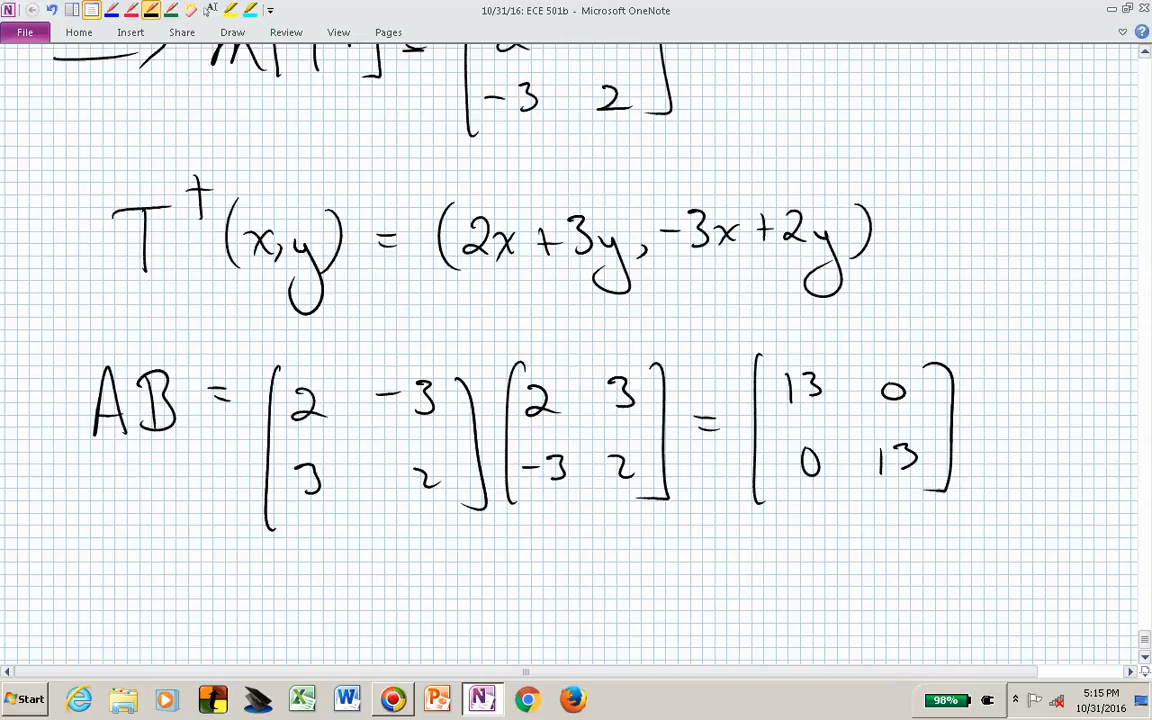 10/31/16: ECE 501b - Microsoft OneNote
File Home Insert Share Draw Review View Pages
-3 2
T† (x,y) = (2x+3y, -3x+2y)
AB = [2 -3 [2 3 = [13 0
3 2] -3 2] 0 13]
Start
98%
5:15 PM
10/31/2016